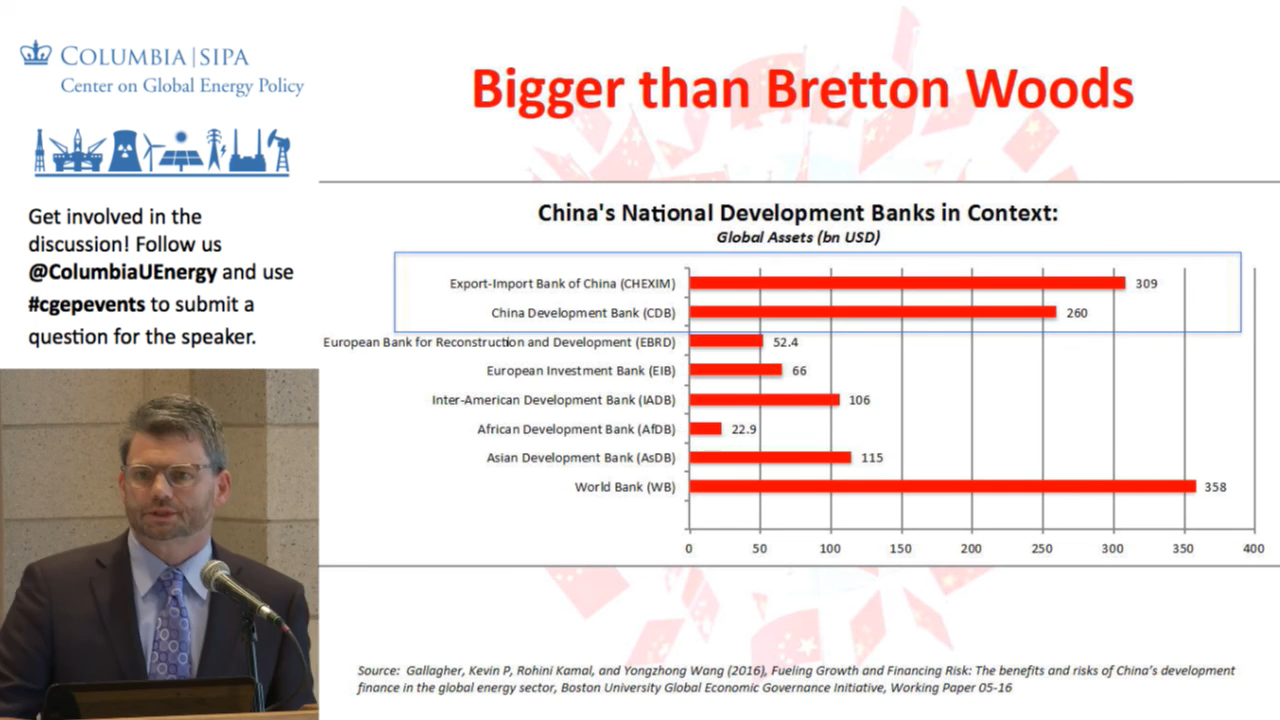 COLUMBIA | SIPA
Center on Global Energy Policy
Get involved in the
discussion! Follow us
@ColumbiaUEnergy and use
#cgepevents to submit a
question for the speaker.
Bigger than Bretton Woods
China's National Development Banks in Context:
Global Assets (bn USD)
Export-Import Bank of China (CHEXIM) 309
China Development Bank (CDB) 260
European Bank for Reconstruction and Development (EBRD) 52.4
European Investment Bank (EIB) 66
Inter-American Development Bank (IADB) 106
African Development Bank (AfDB) 22.9
Asian Development Bank (AsDB) 115
World Bank (WB) 358
0 50 100 150 200 250 300 350 400
Source: Gallagher, Kevin P, Rohini Kamal, and Yongzhong Wang (2016), Fueling Growth and Financing Risk: The benefits and risks of China's development
finance in the global energy sector, Boston University Global Economic Governance Initiative, Working Paper 05-16